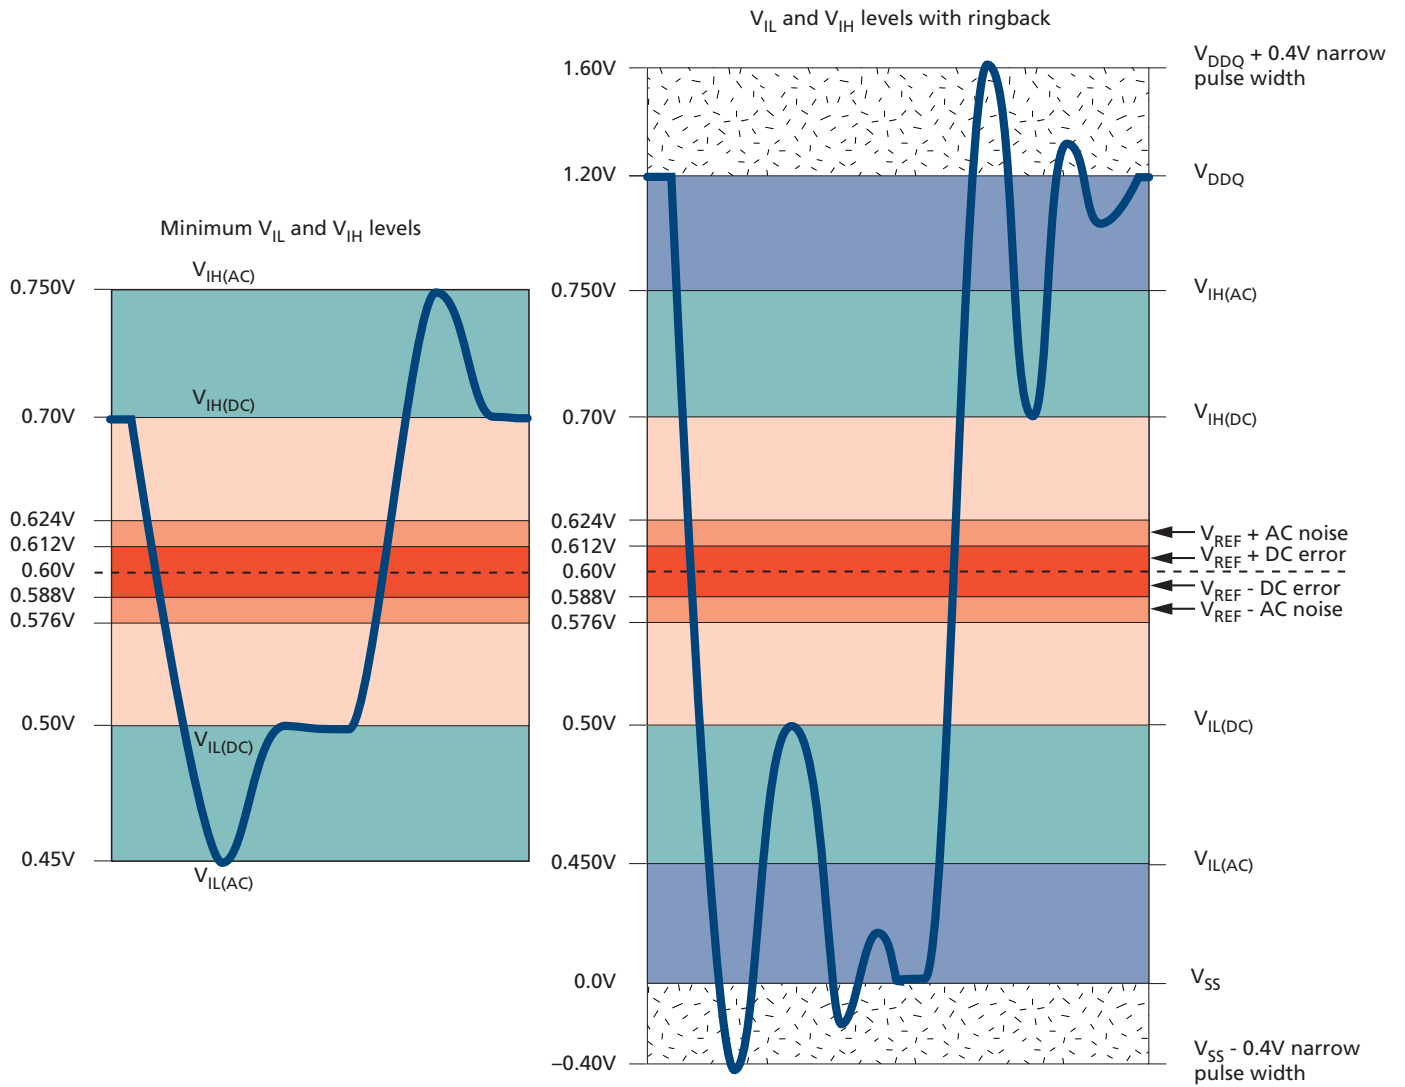 Minimum VIL and VIH levels
0.750V
0.70V
0.624V
0.612V
0.60V
0.588V
0.576V
0.50V
0.45V
VIH(AC)
VIH(DC)
VIL(DC)
VIL(AC)
VIL and VIH levels with ringback
1.60V
1.20V
0.750V
0.70V
0.624V
0.612V
0.60V
0.588V
0.576V
0.50V
0.450V
0.0V
–0.40V
VDDQ + 0.4V narrow
pulse width
VDDQ
VIH(AC)
VIH(DC)
VREF + AC noise
VREF + DC error
VREF - DC error
VREF - AC noise
VIL(DC)
VIL(AC)
VSS
VSS - 0.4V narrow
pulse width